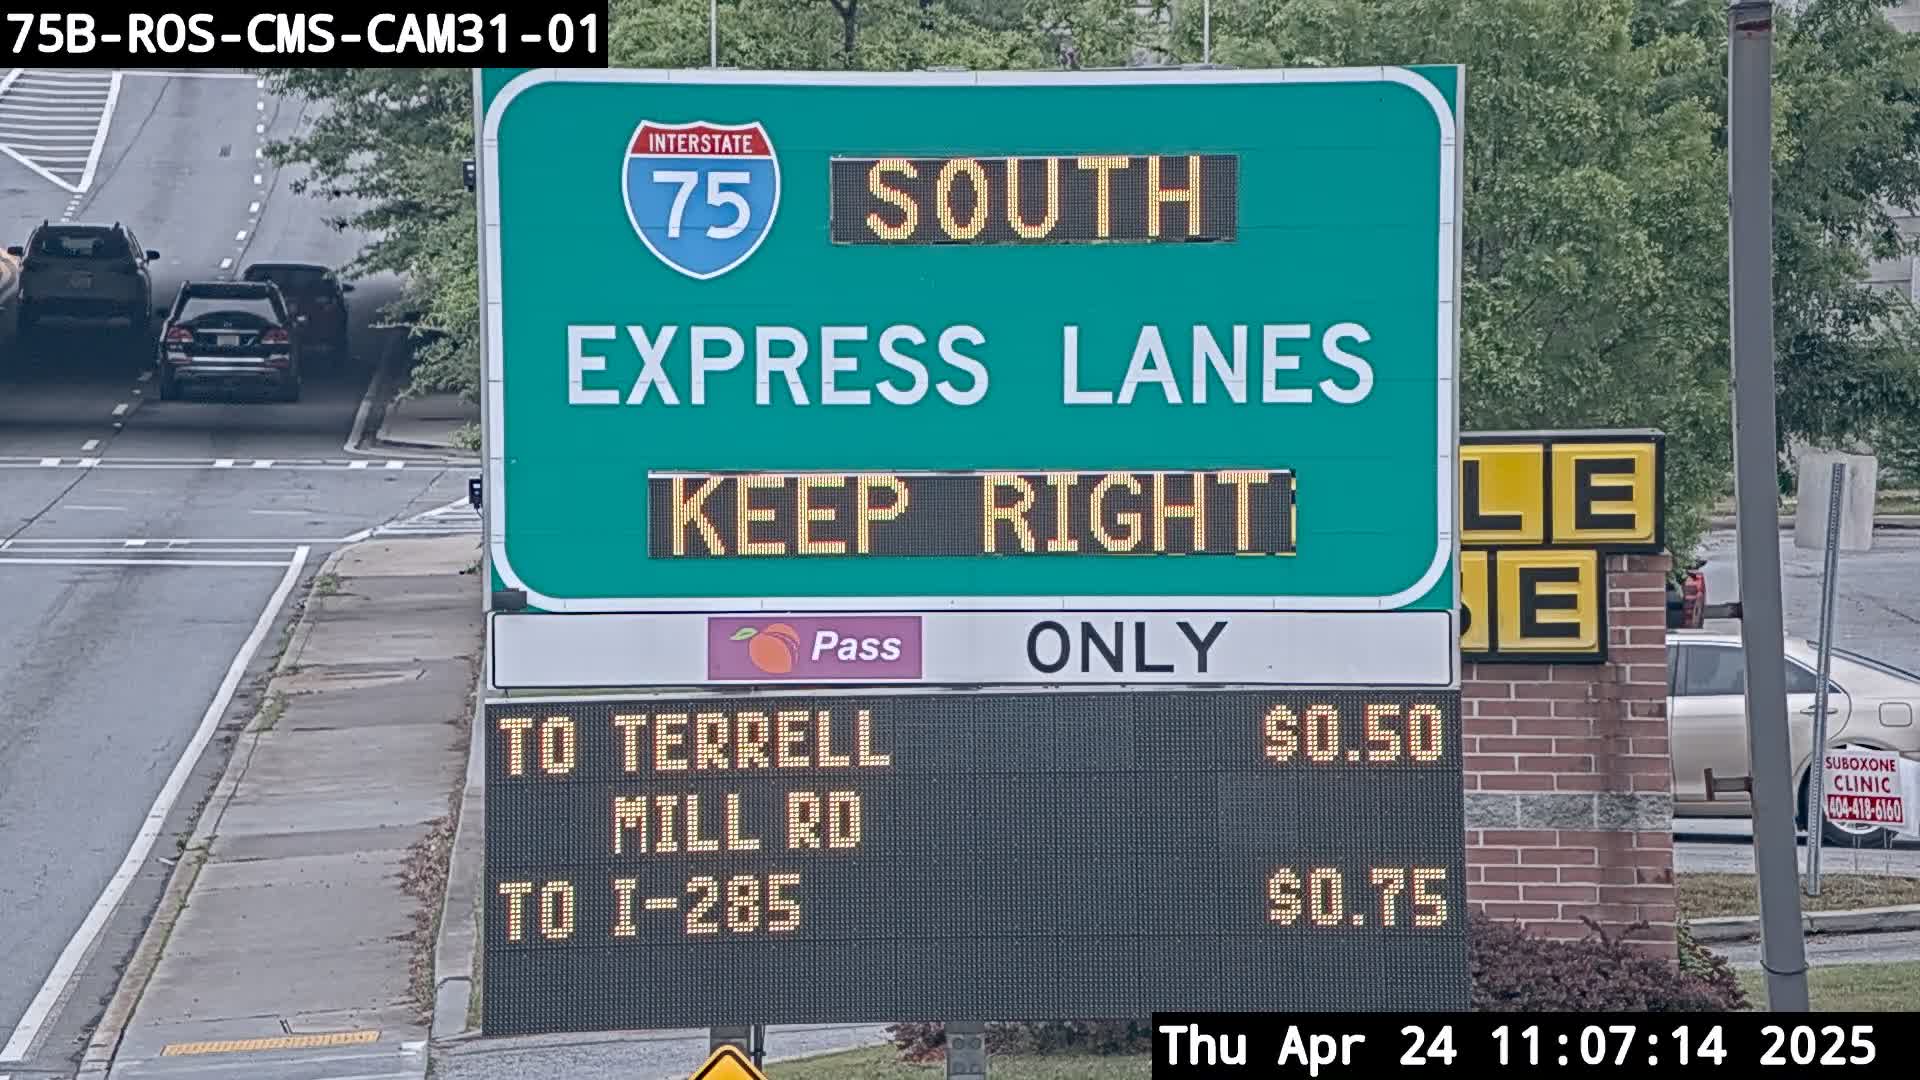 75B-ROS-CMS-CAM31-01
INTERSTATE
75
SOUTH
EXPRESS LANES
KEEP RIGHT
Pass ONLY
TO TERRELL $0.50
MILL RD
TO I-285 $0.75
LE
E
SUBOXONE
CLINIC
404-418-6160
Thu Apr 24 11:07:14 2025